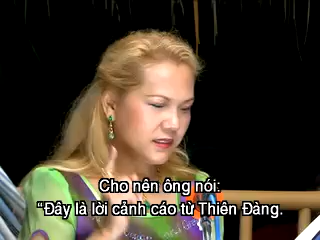 Cho nên ông nói:
“Đây là lời cảnh cáo từ Thiên Đàng.